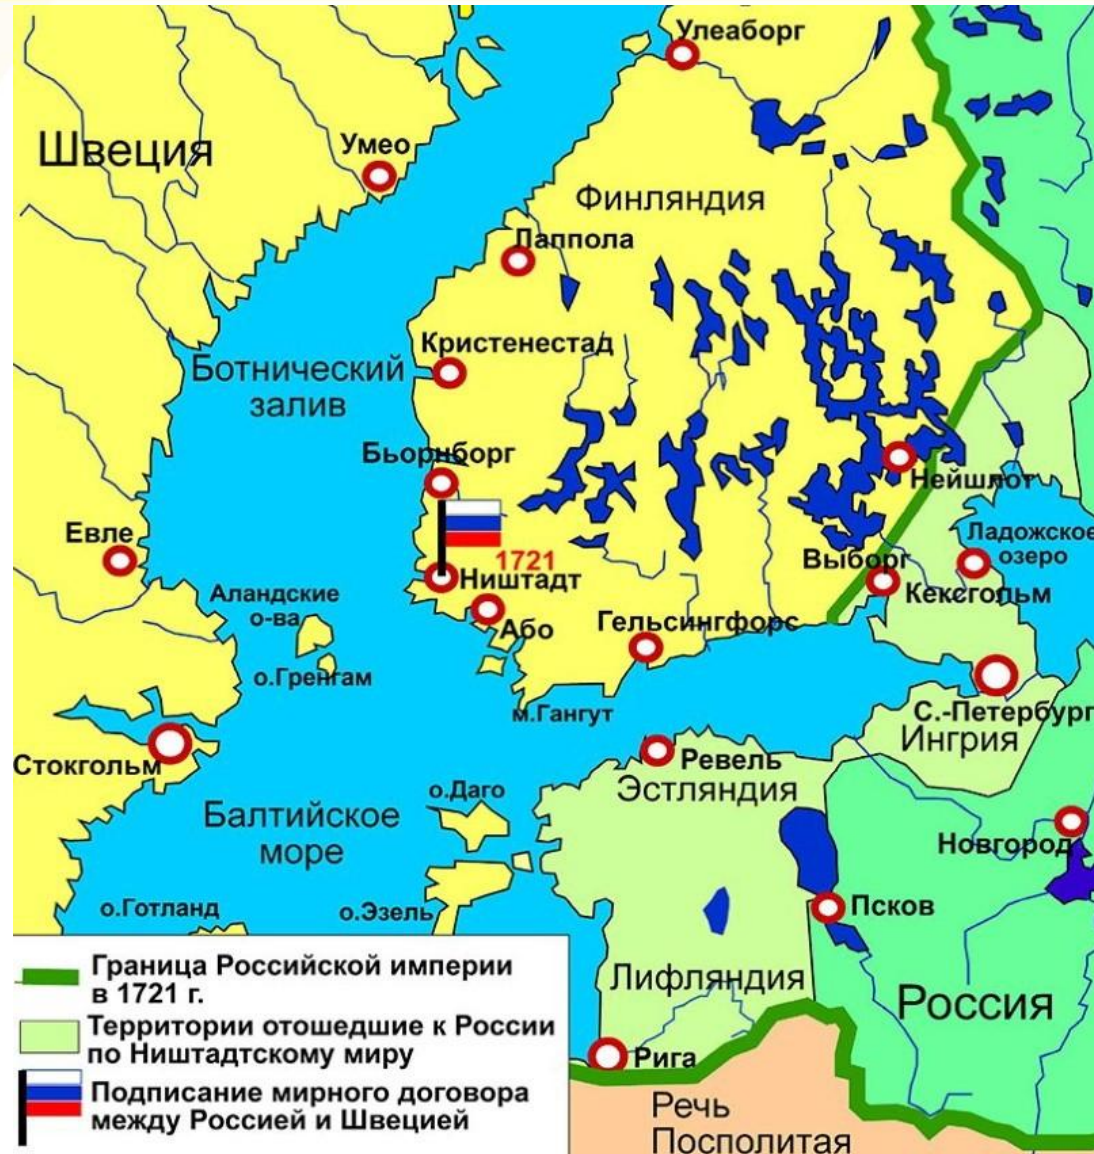 Улеаборг
Швеция
Умео
Финляндия
Лаппола
Кристенестад
Ботнический
залив
Бьорнборг
Нейшлот
Евле
1721
Ладожское
озеро
Выборг
Ништадт
Кексгольм
Аландские
о-ва
Або
Гельсингфорс
о.Гренгам
м.Гангут
С.-Петербург
Ингрия
Стокгольм
Ревель
Эстляндия
о.Даго
Балтийское
море
Новгород
о.Готланд
о.Эзель
Псков
Лифляндия
Россия
Рига
Речь
Посполитая
Граница Российской империи
в 1721 г.
Территории отошедшие к России
по Ништадтскому миру
Подписание мирного договора
между Россией и Швецией